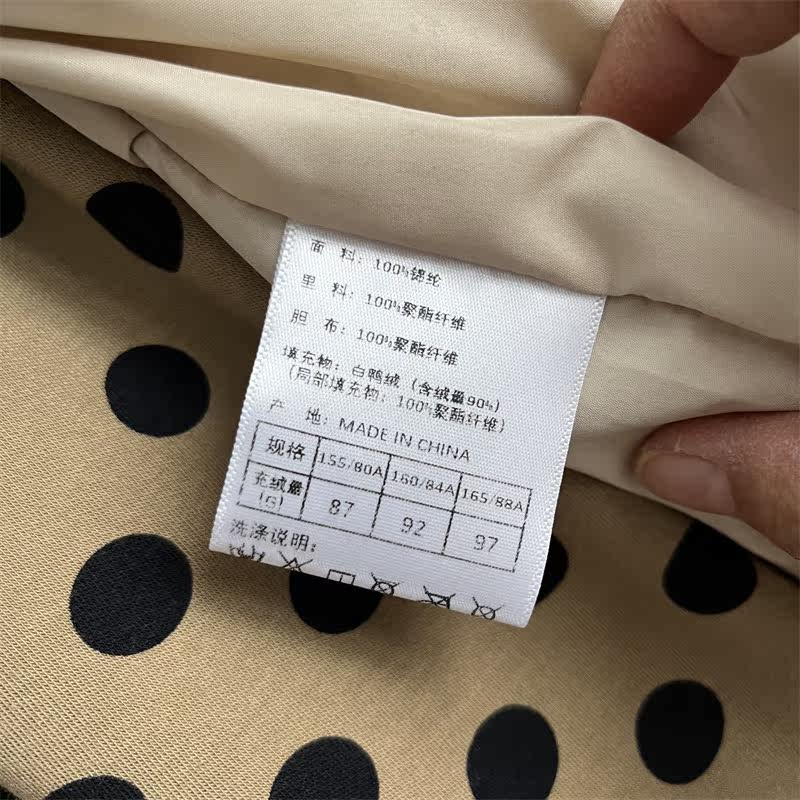 面 料：100%锦纶
里 料：100%聚酯纤维
胆 布：100%聚酯纤维
填充物：白鸭绒（含绒量90%）
（局部填充物：100%聚酯纤维）
产 地：MADE IN CHINA
规格 155/80A 160/84A 165/88A
充绒量(G) 87 92 97
洗涤说明：